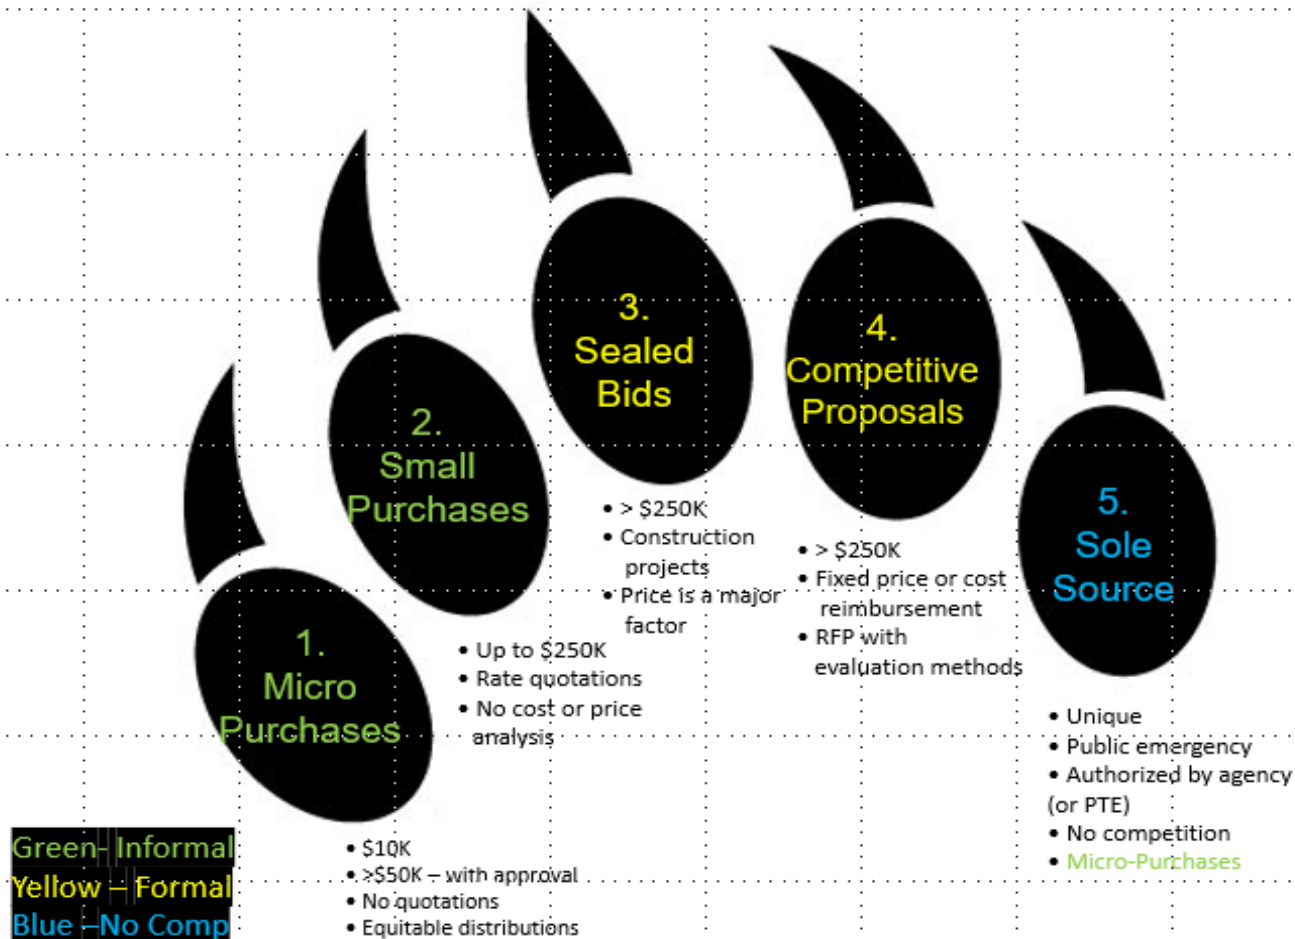 1.
Micro
Purchases
• $10K
• >$50K – with approval
• No quotations
• Equitable distributions
2.
Small
Purchases
• Up to $250K
• Rate quotations
• No cost or price
analysis
3.
Sealed
Bids
• > $250K
• Construction
projects
• Price is a major
factor
4.
Competitive
Proposals
• > $250K
• Fixed price or cost
reimbursement
• RFP with
evaluation methods
5.
Sole
Source
• Unique
• Public emergency
• Authorized by agency
(or PTE)
• No competition
• Micro-Purchases
Green- Informal
Yellow – Formal
Blue –No Comp